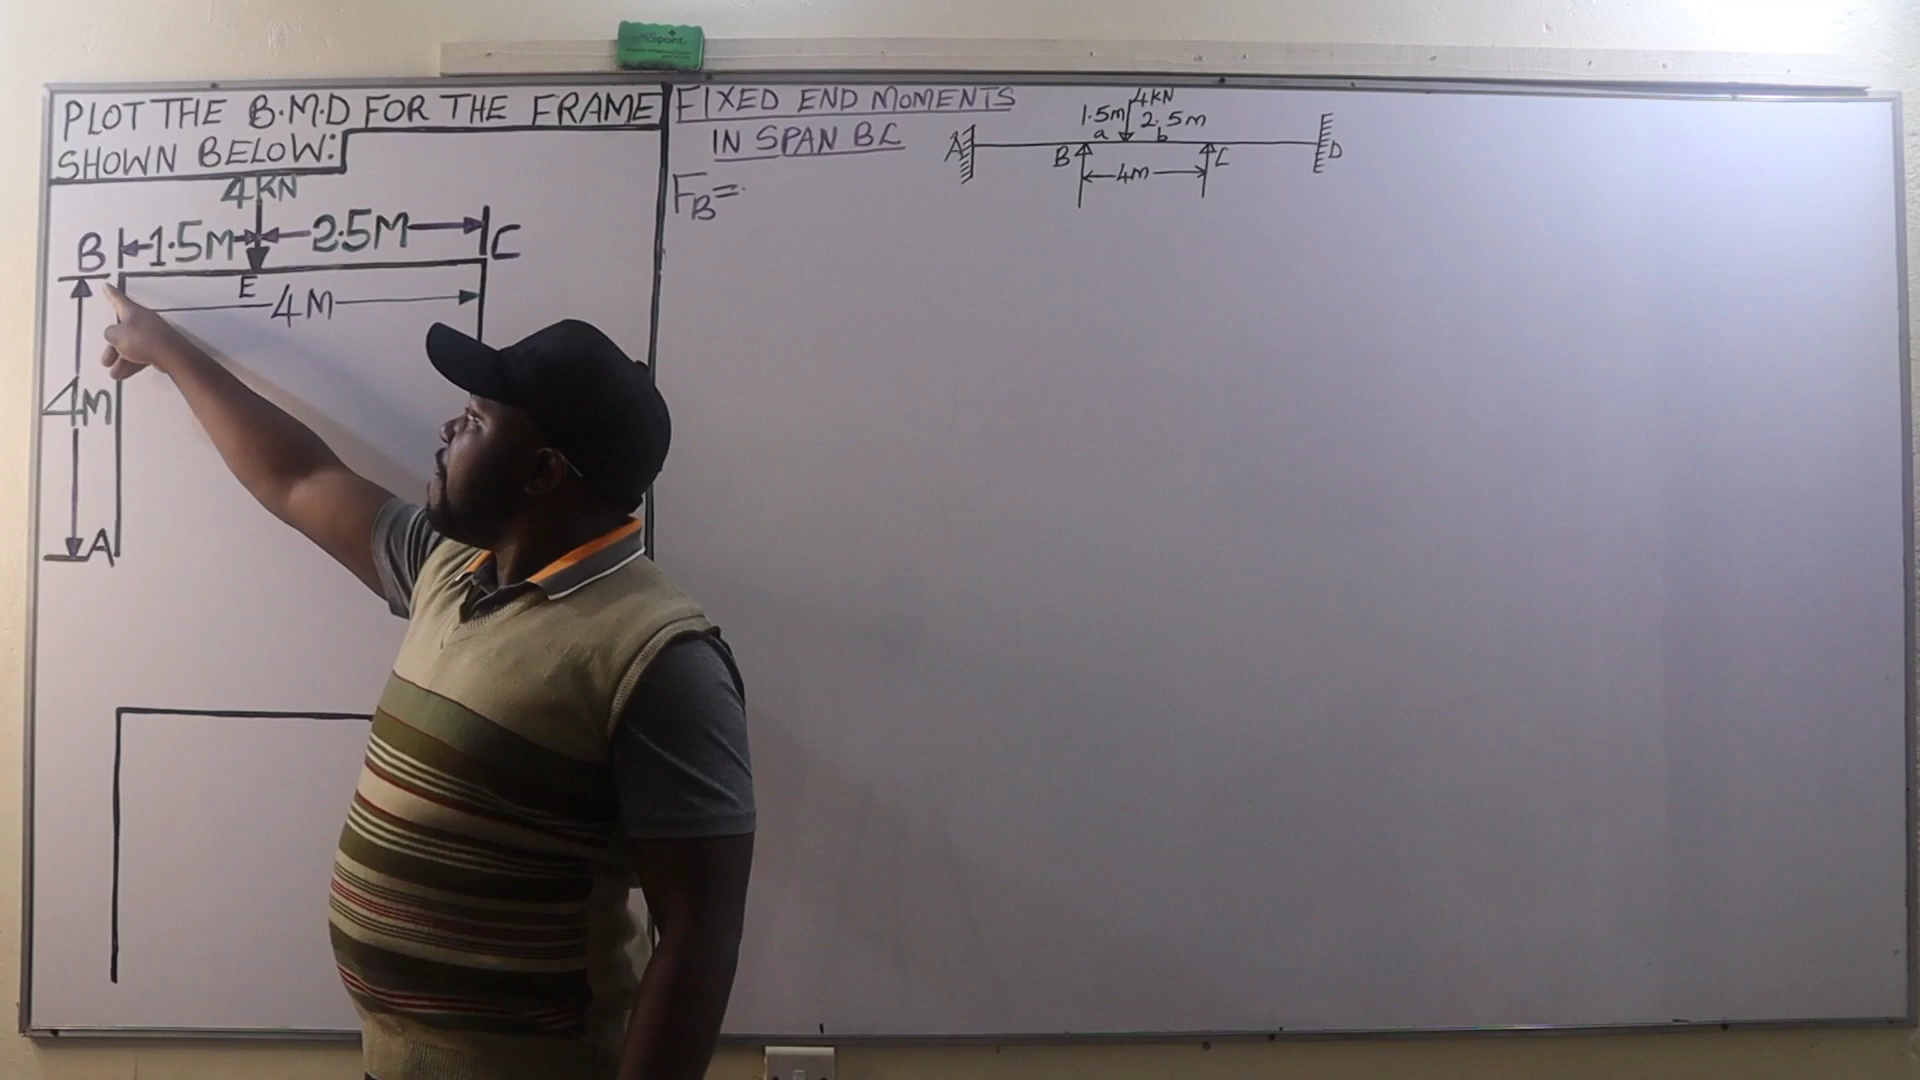 PLOT THE B.M.D FOR THE FRAME
SHOWN BELOW:
4KN
B 1.5M 2.5M C
E
4M
4M
A
FIXED END MOMENTS
IN SPAN BC
F_B=
4KN
1.5m 2.5m
a b
A B C D
4m